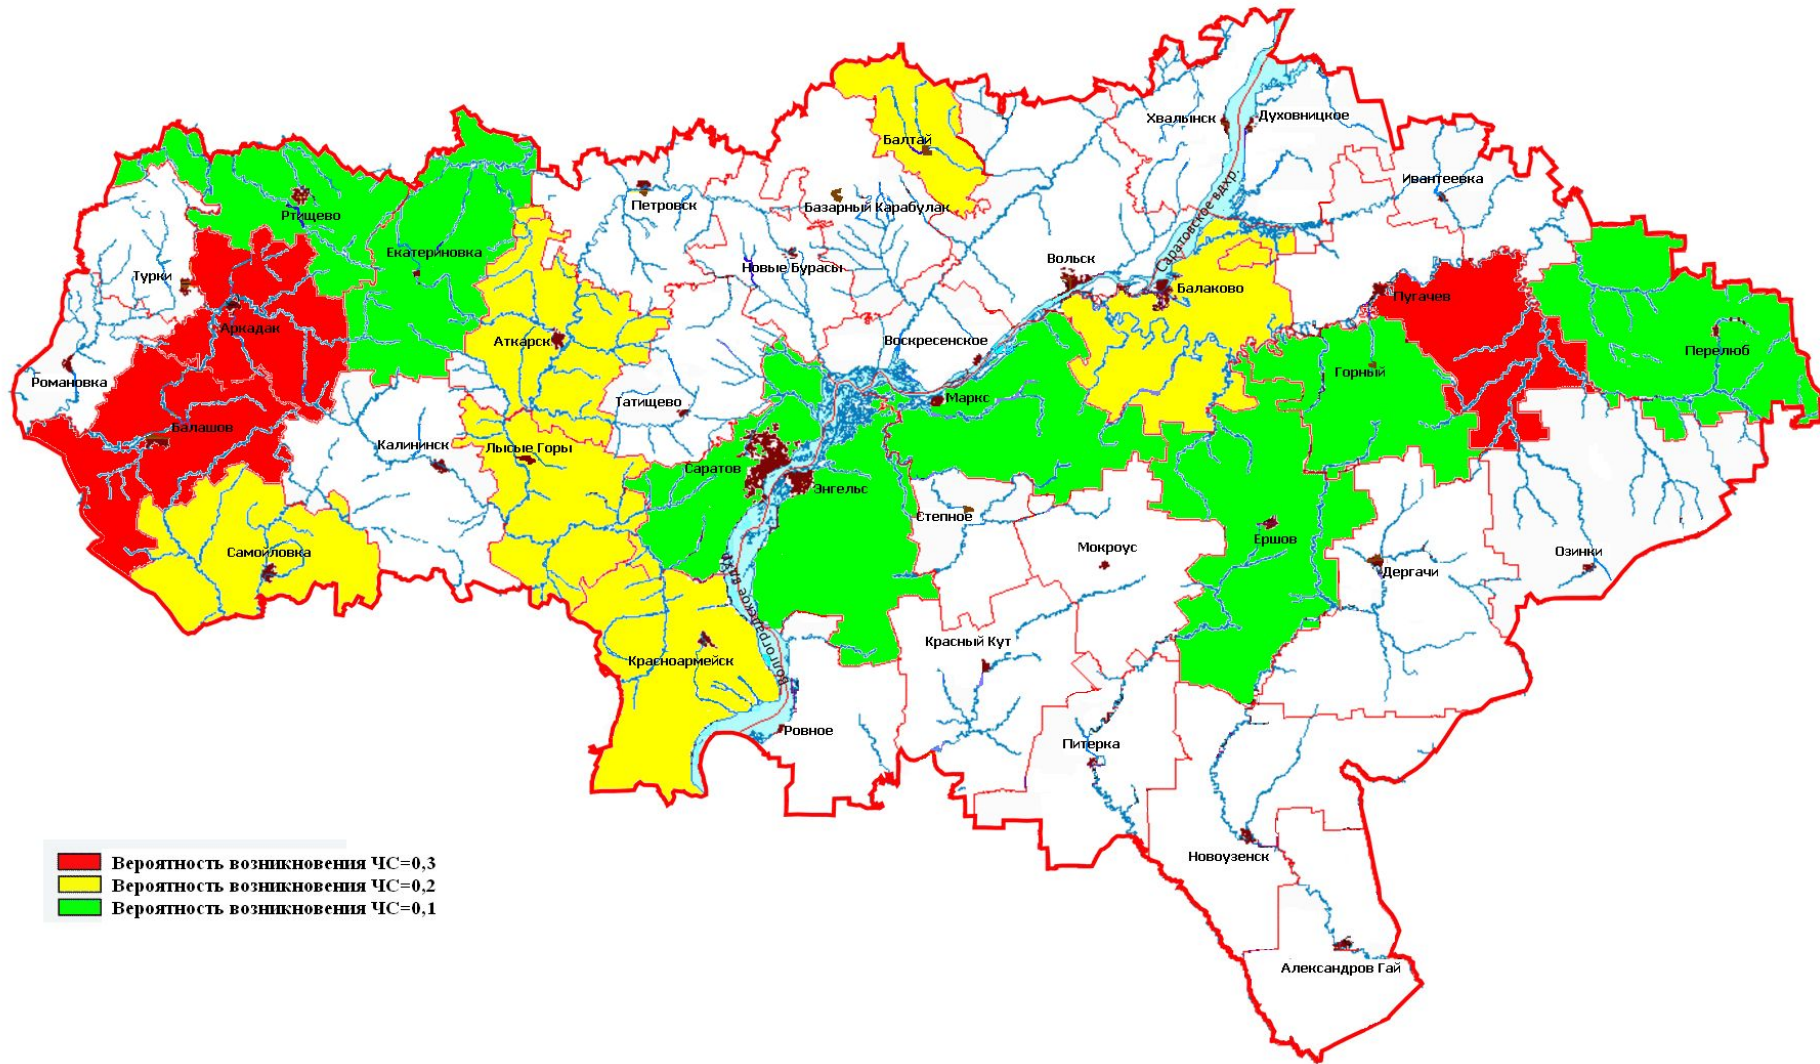 Хвалынск
Духовницкое
Балтай
Ивантеевка
Петровск
Базарный Карабулак
Ртищево
Саратовское вдхр.
Екатериновка
Турки
Новые Бурасы
Вольск
Балаково
Пугачев
Аркадак
Аткарск
Воскресенское
Перелюб
Романовка
Горный
Татищево
Маркс
Балашов
Калининск
Лысые Горы
Саратов
Энгельс
Степное
Ершов
Мокроус
Самойловка
Озинки
Дергачи
Волгоградское вдхр.
Красный Кут
Красноармейск
Ровное
Питерка
Новоузенск
Александров Гай
Вероятность возникновения ЧС=0,3
Вероятность возникновения ЧС=0,2
Вероятность возникновения ЧС=0,1